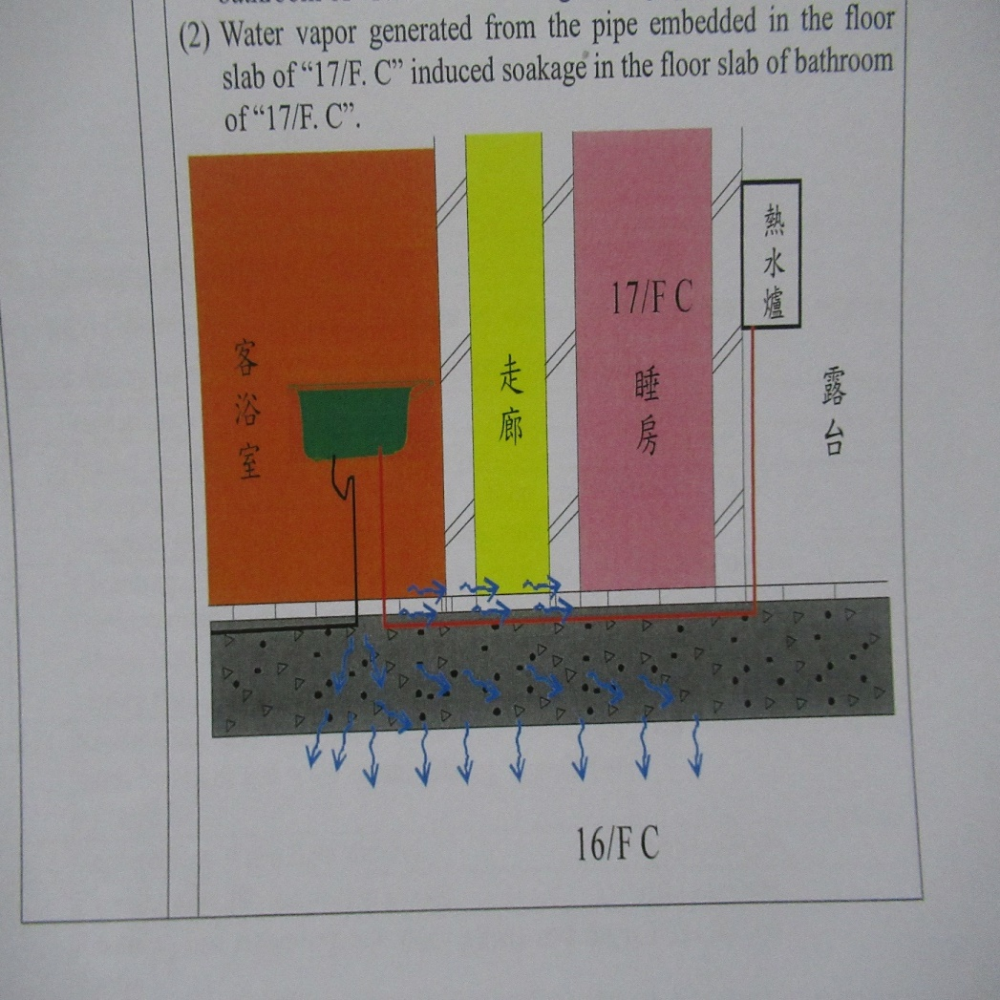 (2) Water vapor generated from the pipe embedded in the floor
slab of “17/F. C” induced soakage in the floor slab of bathroom
of “17/F. C”.
熱水爐
17/F C
客浴室
走廊
睡房
露台
16/F C